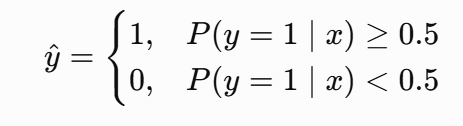 ŷ = { 1, P(y = 1 | x) ≥ 0.5
0, P(y = 1 | x) < 0.5